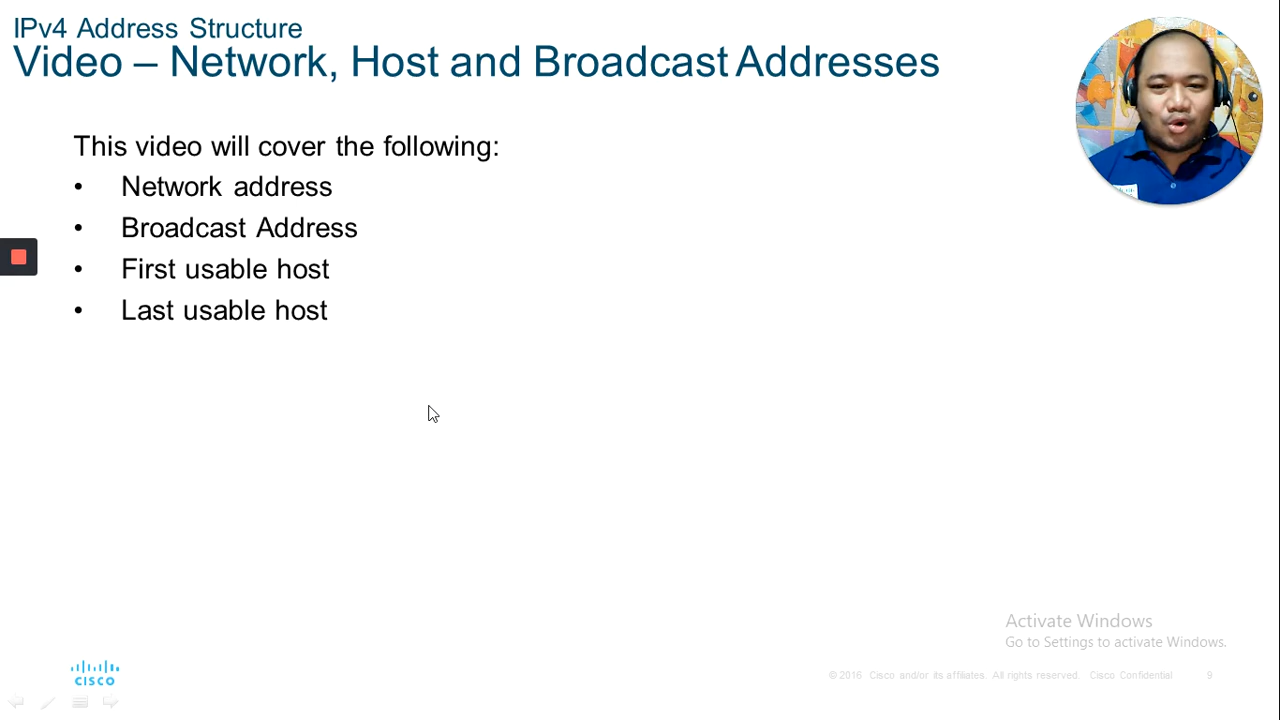 IPv4 Address Structure
Video – Network, Host and Broadcast Addresses
This video will cover the following:
• Network address
• Broadcast Address
• First usable host
• Last usable host
Activate Windows
Go to Settings to activate Windows.
CISCO
© 2016 Cisco and/or its affiliates. All rights reserved. Cisco Confidential 9